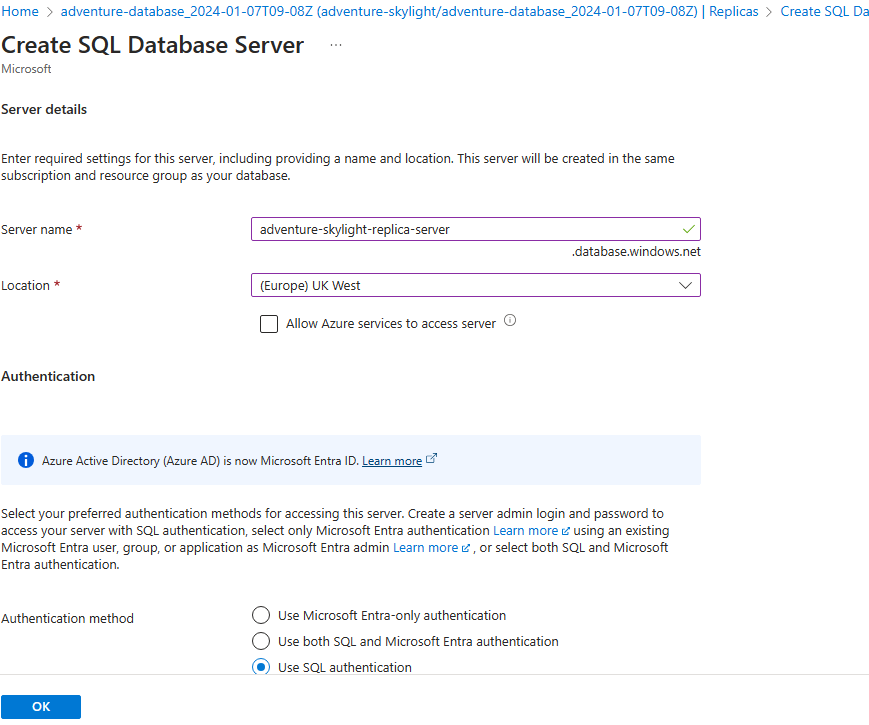 Home > adventure-database_2024-01-07T09-08Z (adventure-skylight/adventure-database_2024-01-07T09-08Z) | Replicas > Create SQL Da
Create SQL Database Server ...
Microsoft
Server details
Enter required settings for this server, including providing a name and location. This server will be created in the same
subscription and resource group as your database.
Server name * adventure-skylight-replica-server
.database.windows.net
Location * (Europe) UK West
Allow Azure services to access server
Authentication
Azure Active Directory (Azure AD) is now Microsoft Entra ID. Learn more
Select your preferred authentication methods for accessing this server. Create a server admin login and password to
access your server with SQL authentication, select only Microsoft Entra authentication Learn more using an existing
Microsoft Entra user, group, or application as Microsoft Entra admin Learn more , or select both SQL and Microsoft
Entra authentication.
Authentication method Use Microsoft Entra-only authentication
Use both SQL and Microsoft Entra authentication
Use SQL authentication
OK